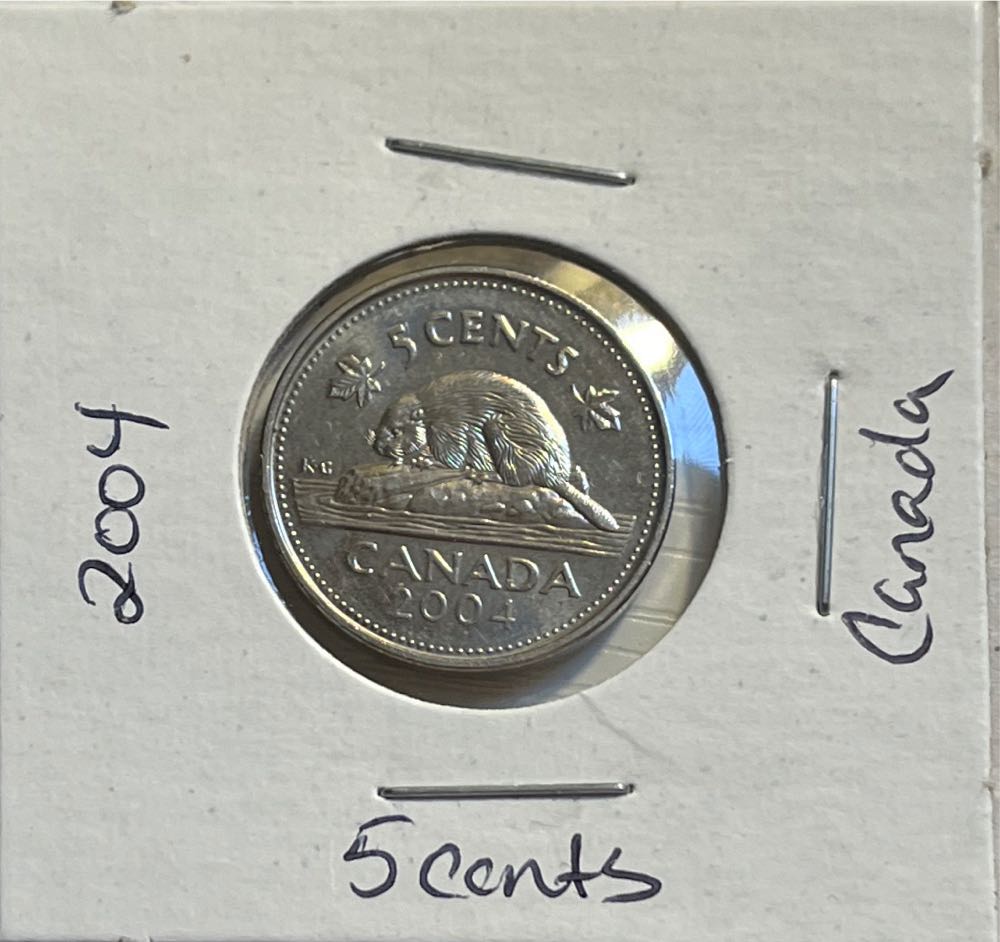 2004
5 CENTS
KG
CANADA
2004
Canada
5 cents